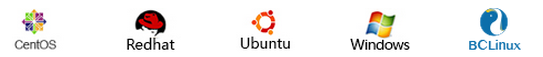 CentOS
Redhat
Ubuntu
Windows
BCLinux